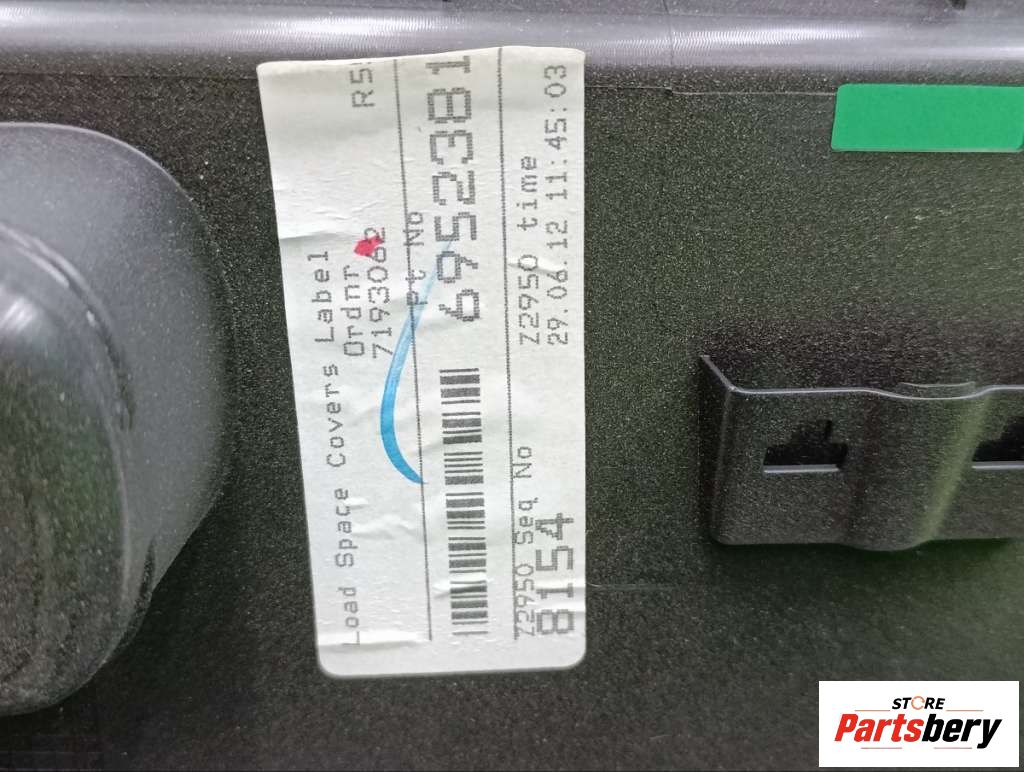 Load Space Covers Label R5
Ordnr
7193062
Pt No
6952381
Z2950 Seq No Z2950 time
8154 29.06.12 11:45:03
STORE
Partsbery